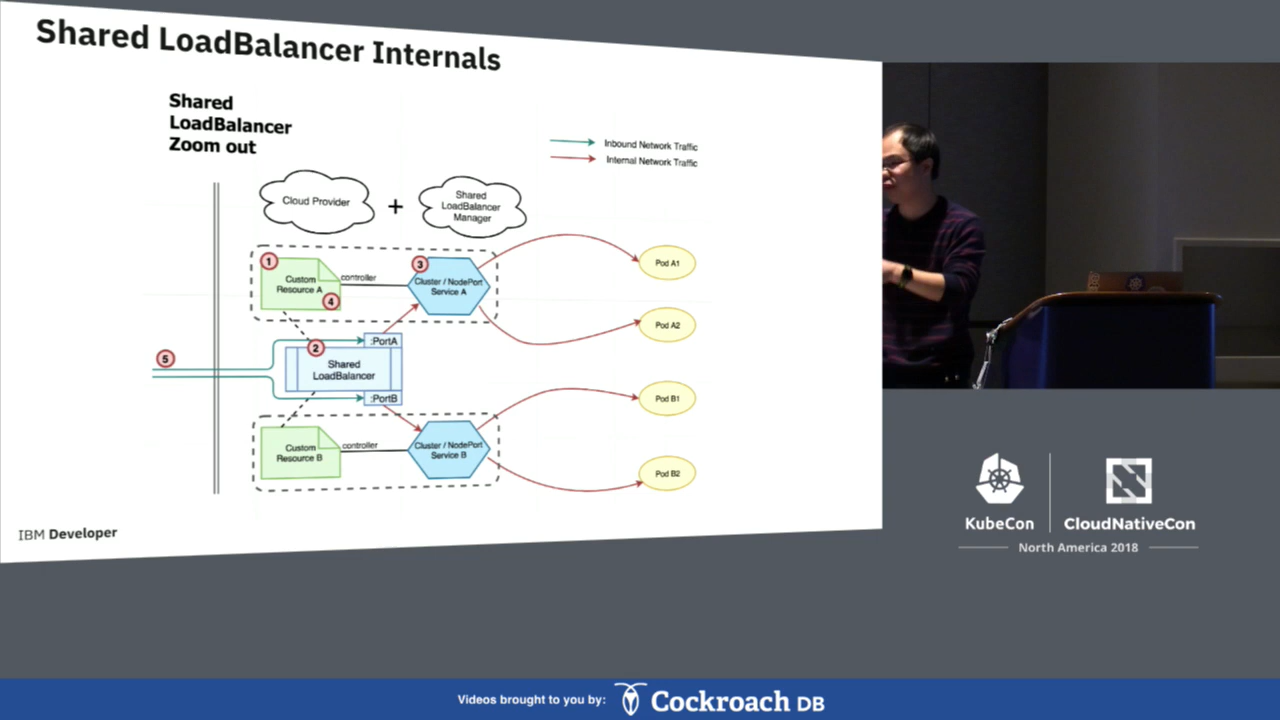 Shared LoadBalancer Internals
Shared
LoadBalancer
Zoom out
Inbound Network Traffic
Internal Network Traffic
Cloud Provider
+
Shared
LoadBalancer
Manager
1
Custom
Resource A
4
controller
3
Cluster / NodePort
Service A
Pod A1
Pod A2
:PortA
2
Shared
LoadBalancer
5
:PortB
Pod B1
Custom
Resource B
controller
Cluster / NodePort
Service B
Pod B2
IBM Developer
KubeCon
CloudNativeCon
North America 2018
Videos brought to you by:
Cockroach DB